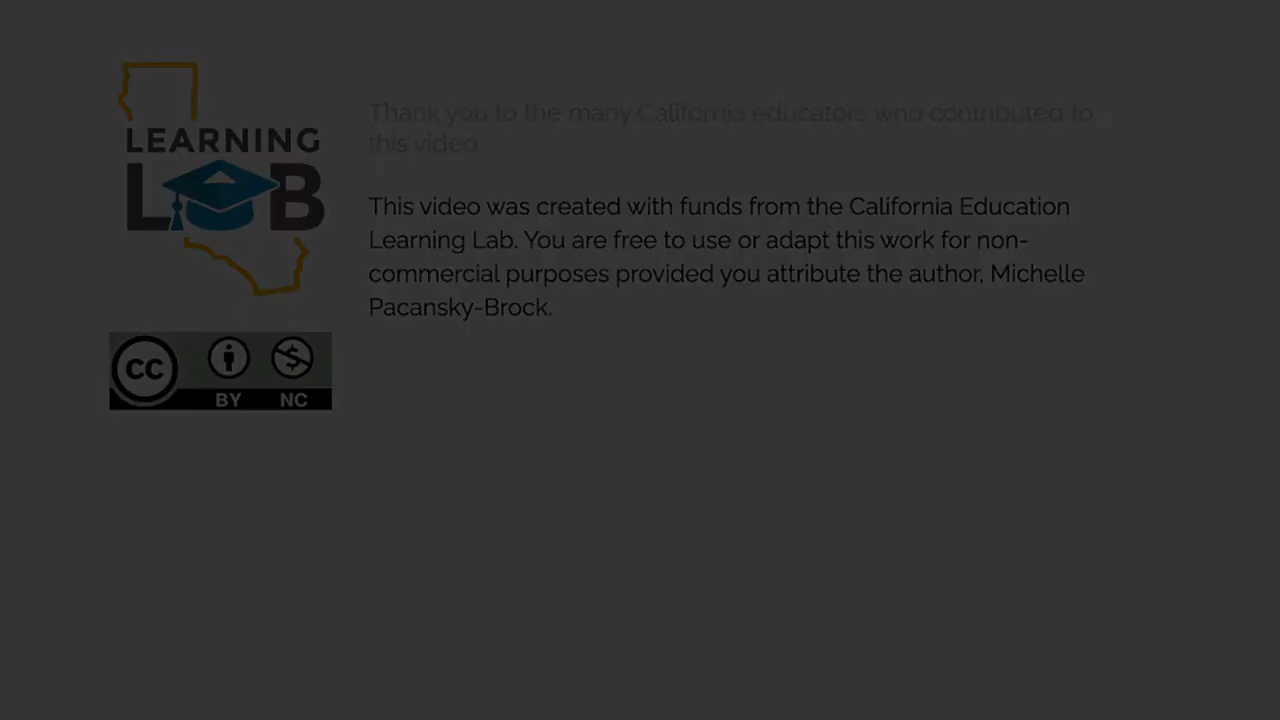 LEARNING
LAB
Thank you to the many California educators who contributed to
this video.
This video was created with funds from the California Education
Learning Lab. You are free to use or adapt this work for non-
commercial purposes provided you attribute the author, Michelle
Pacansky-Brock.
CC
BY NC